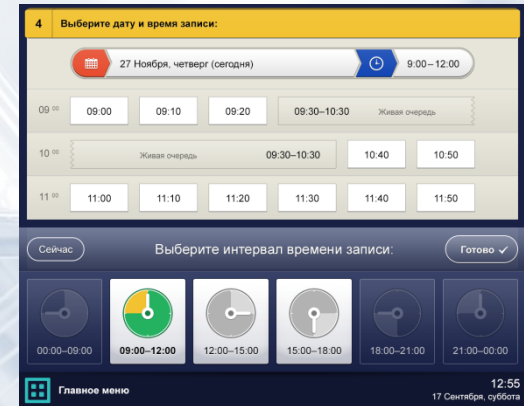 4 Выберите дату и время записи:
27 Ноября, четверг (сегодня) 9:00–12:00
09 00 09:00 09:10 09:20 09:30–10:30 Живая очередь
10 00 Живая очередь 09:30–10:30 10:40 10:50
11 00 11:00 11:10 11:20 11:30 11:40 11:50
Сейчас Выберите интервал времени записи: Готово
00:00–09:00 09:00–12:00 12:00–15:00 15:00–18:00 18:00–21:00 21:00–00:00
Главное меню 12:55
17 Сентября, суббота